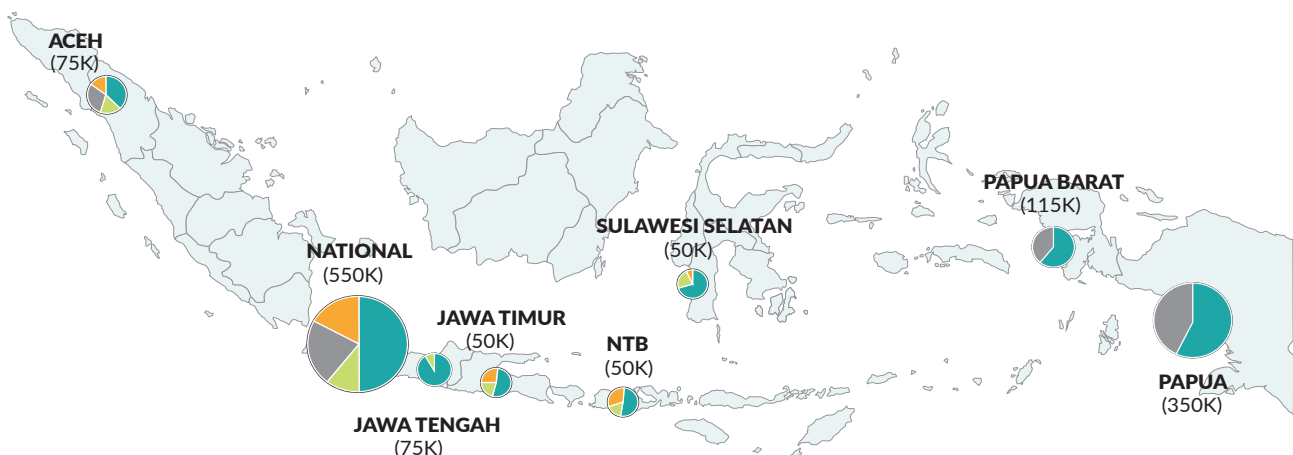 ACEH
(75K)
PAPUA BARAT
(115K)
SULAWESI SELATAN
(50K)
NATIONAL
(550K)
JAWA TIMUR
(50K)
NTB
(50K)
PAPUA
(350K)
JAWA TENGAH
(75K)